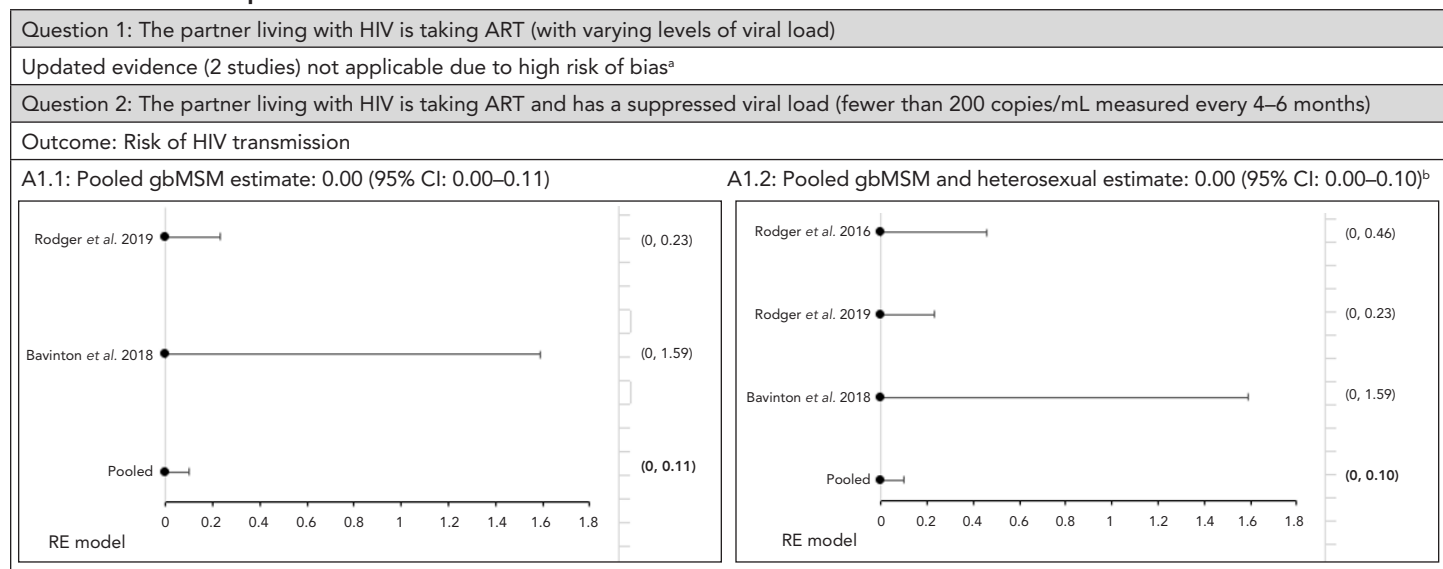 Question 1: The partner living with HIV is taking ART (with varying levels of viral load)
Updated evidence (2 studies) not applicable due to high risk of biasᵃ
Question 2: The partner living with HIV is taking ART and has a suppressed viral load (fewer than 200 copies/mL measured every 4–6 months)
Outcome: Risk of HIV transmission
A1.1: Pooled gbMSM estimate: 0.00 (95% CI: 0.00–0.11)
Rodger et al. 2019 (0, 0.23)
Bavinton et al. 2018 (0, 1.59)
Pooled (0, 0.11)
0 0.2 0.4 0.6 0.8 1 1.2 1.4 1.6 1.8
RE model
A1.2: Pooled gbMSM and heterosexual estimate: 0.00 (95% CI: 0.00–0.10)ᵇ
Rodger et al. 2016 (0, 0.46)
Rodger et al. 2019 (0, 0.23)
Bavinton et al. 2018 (0, 1.59)
Pooled (0, 0.10)
0 0.2 0.4 0.6 0.8 1 1.2 1.4 1.6 1.8
RE model